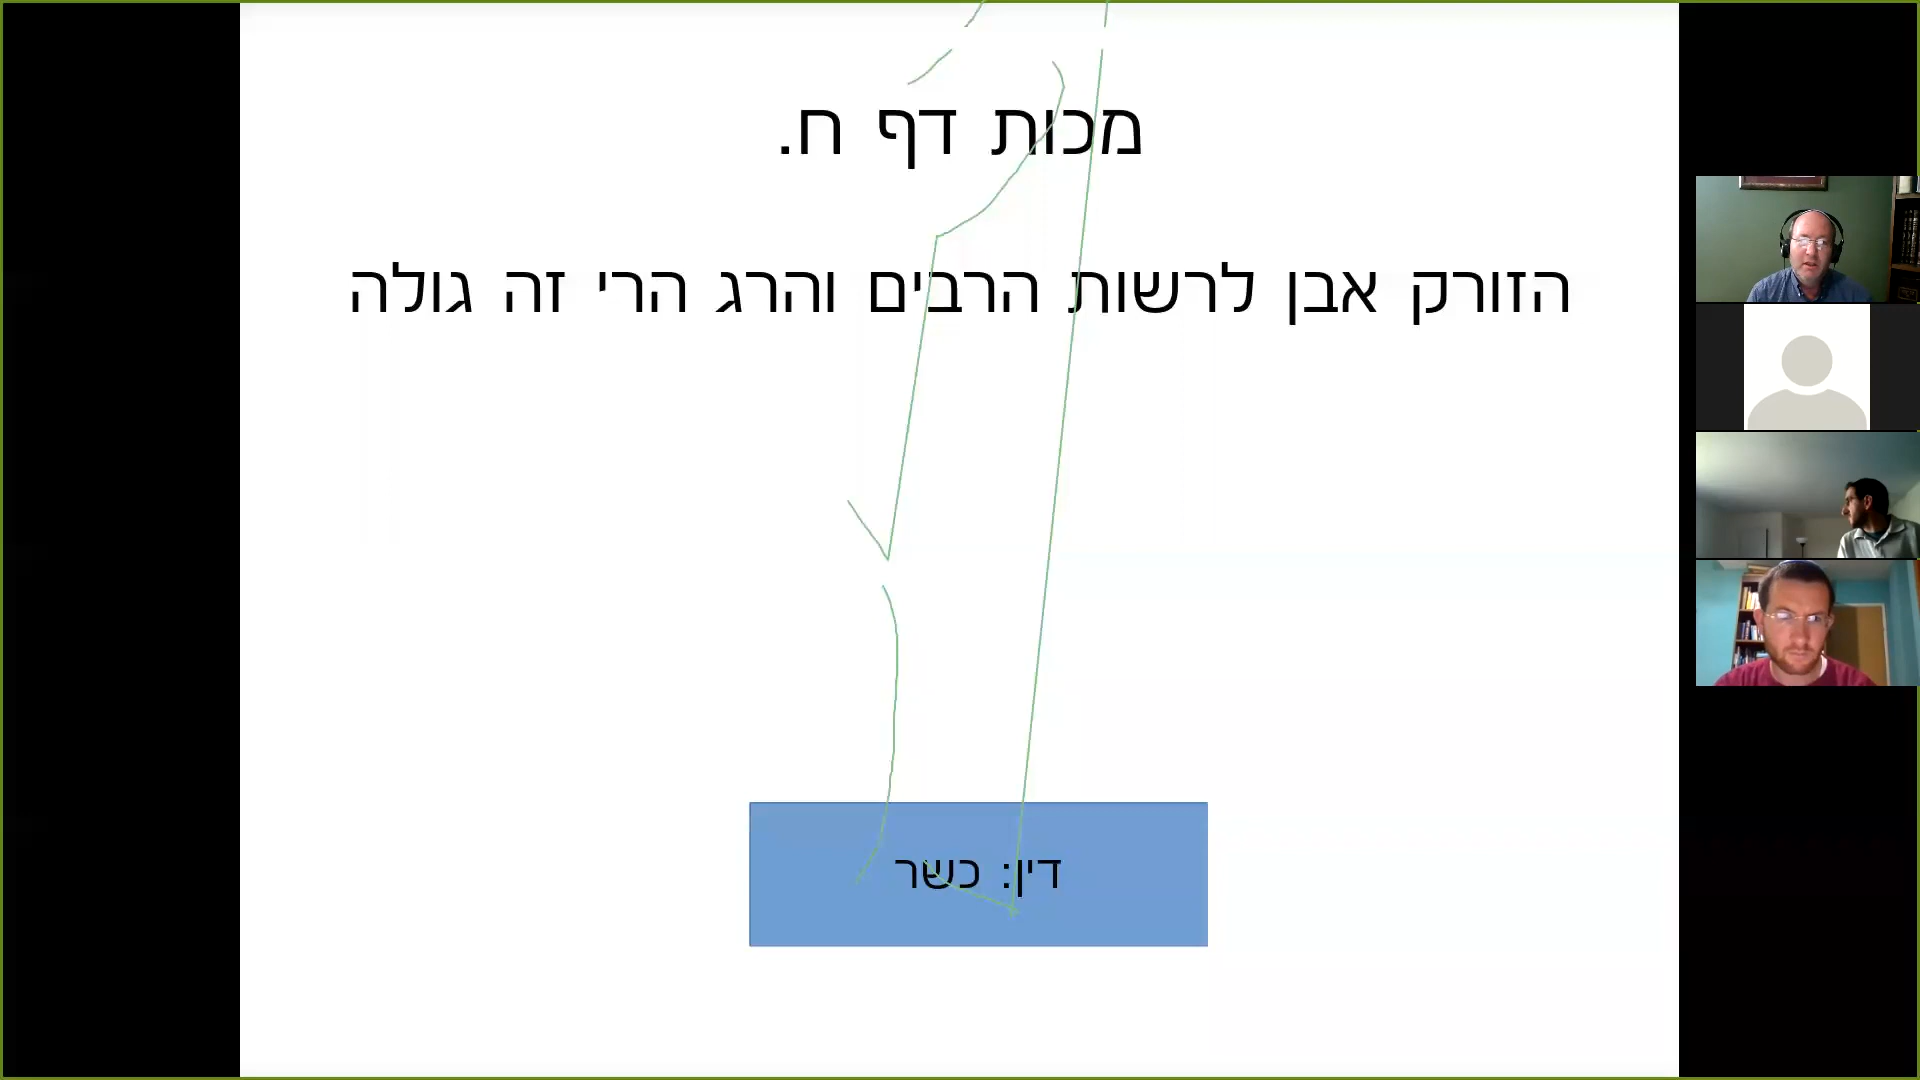 מכות דף ח.
הזורק אבן לרשות הרבים והרג הרי זה גולה
דין: כשר